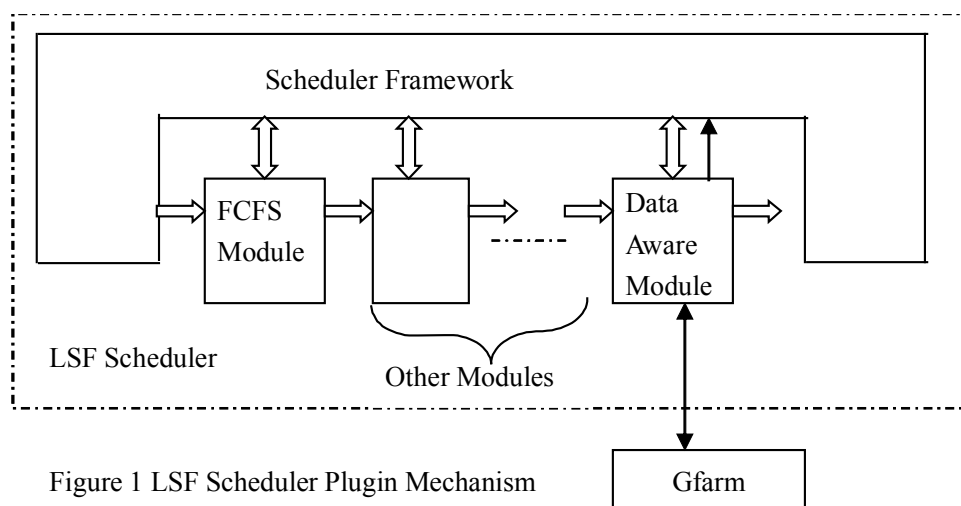 Scheduler Framework
FCFS
Module
Data
Aware
Module
LSF Scheduler
Other Modules
Figure 1 LSF Scheduler Plugin Mechanism
Gfarm